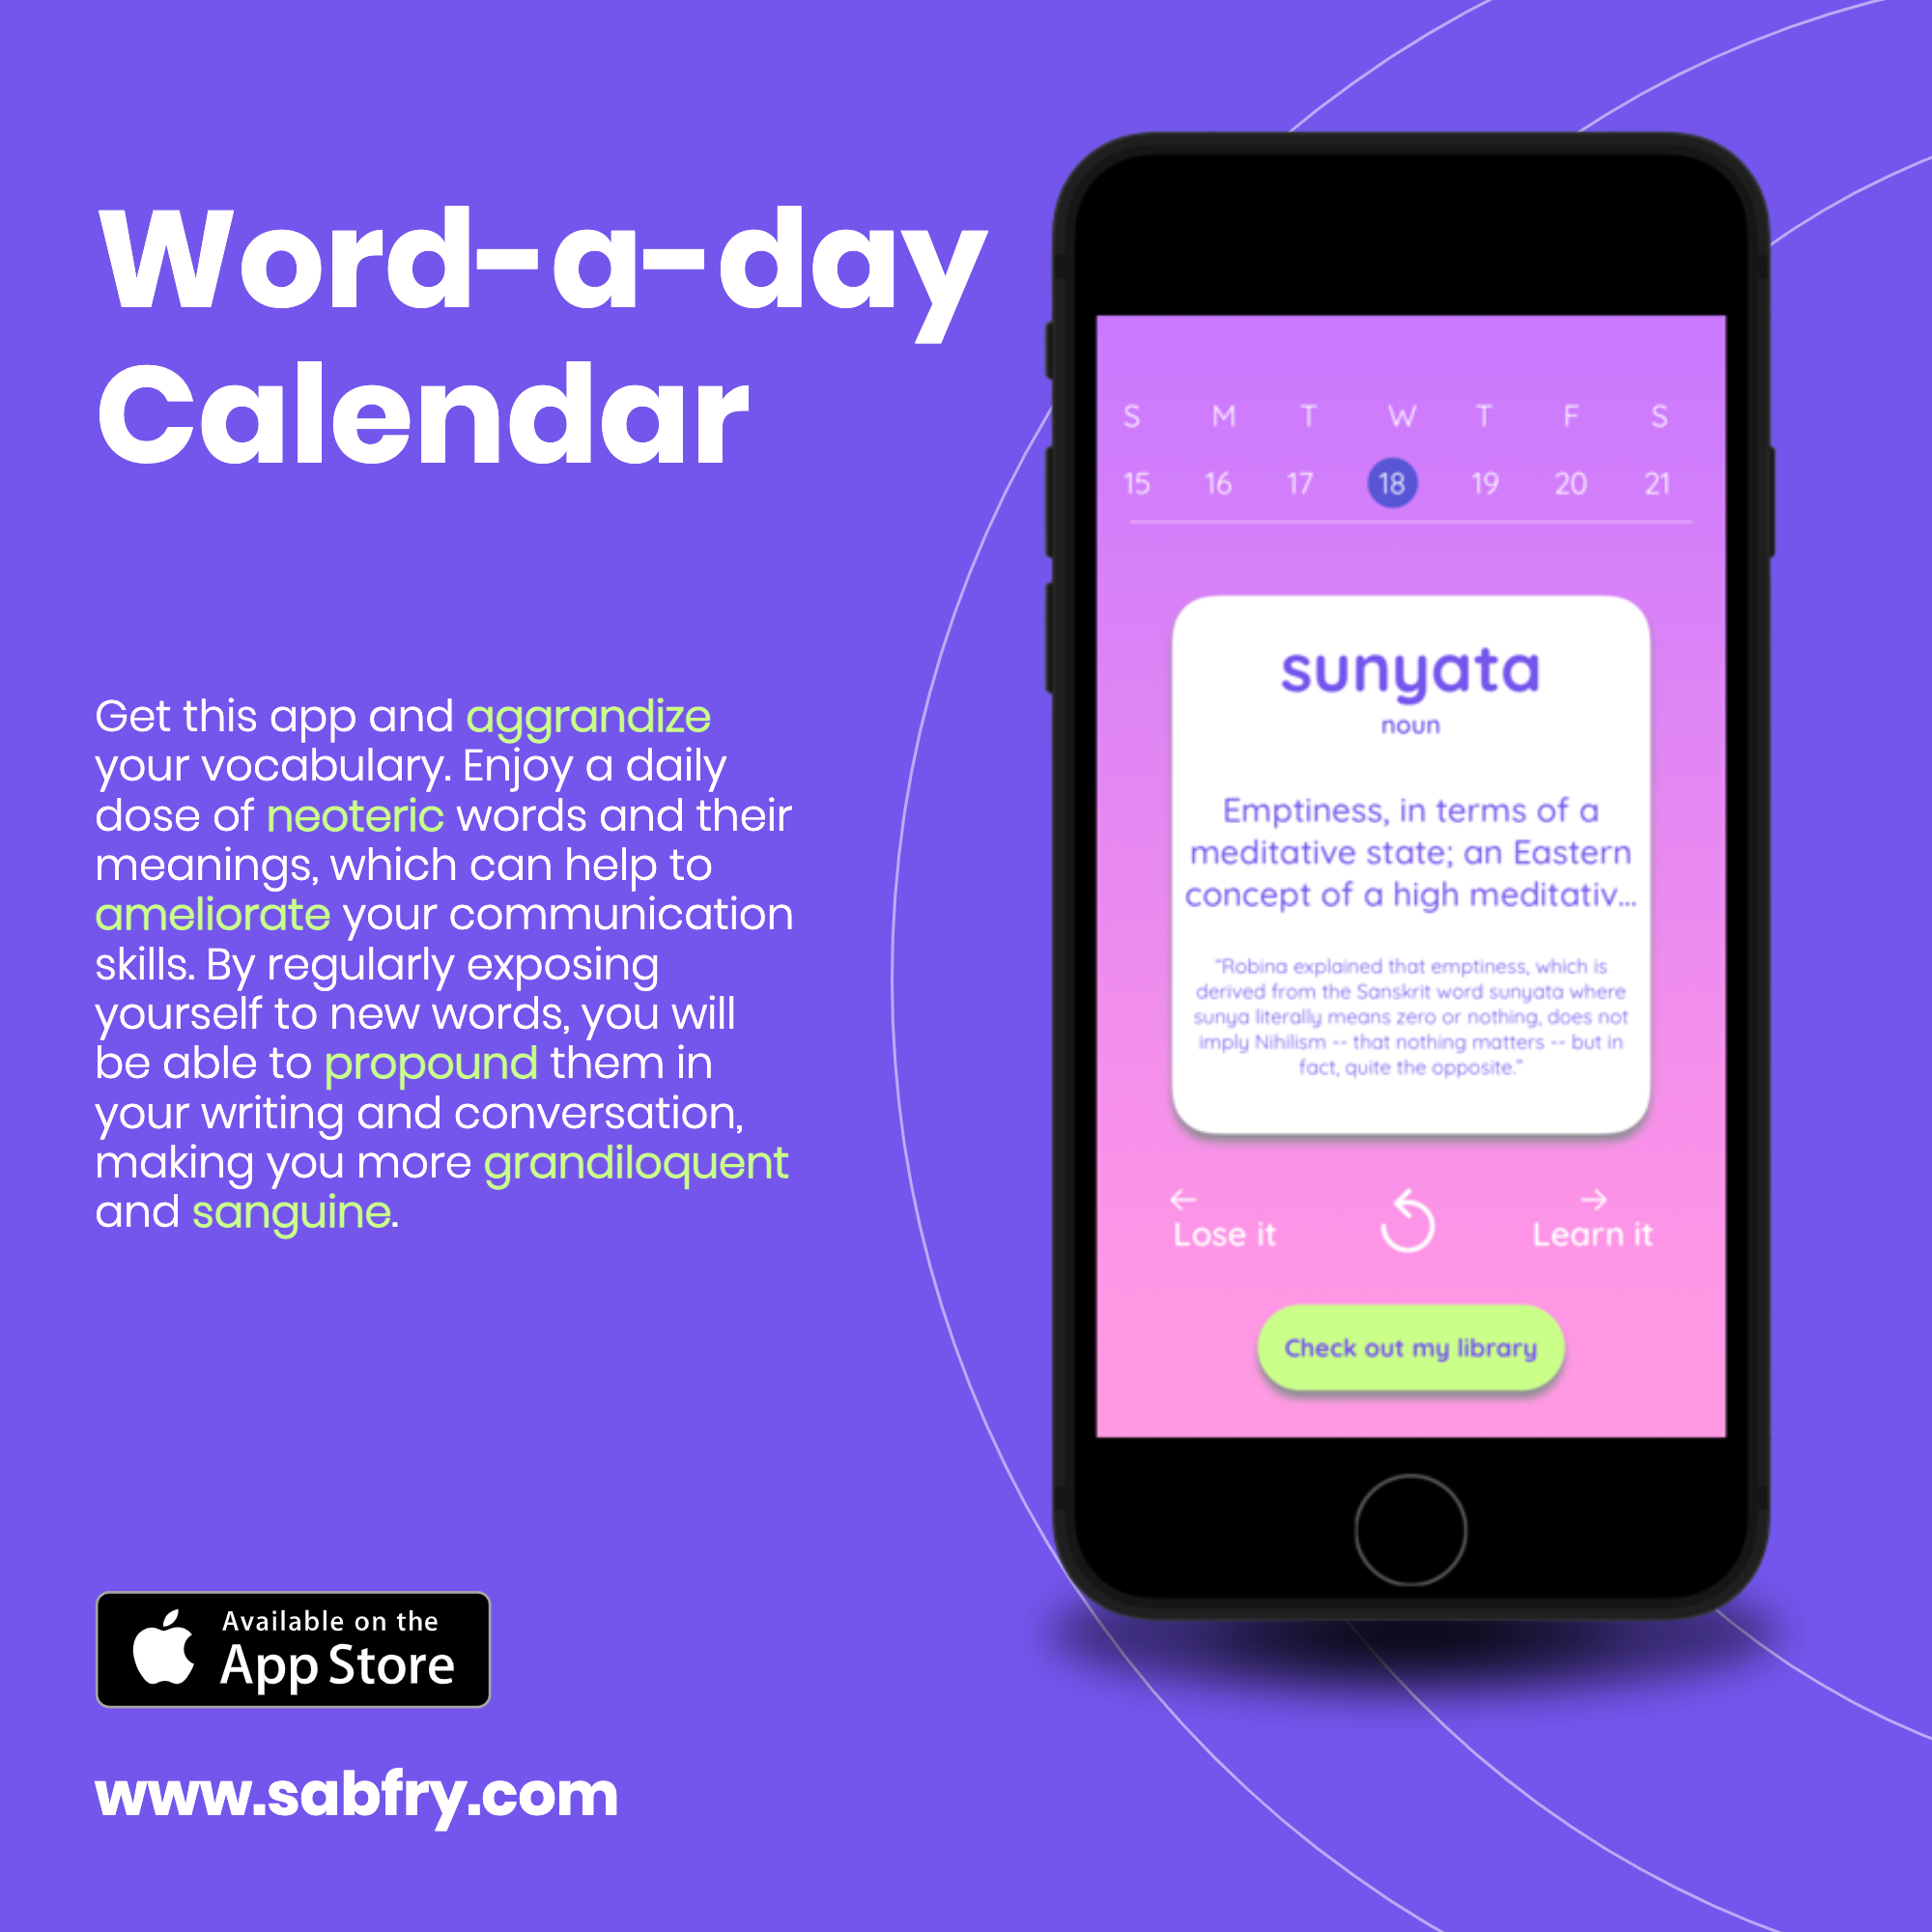 Word-a-day
Calendar
Get this app and aggrandize
your vocabulary. Enjoy a daily
dose of neoteric words and their
meanings, which can help to
ameliorate your communication
skills. By regularly exposing
yourself to new words, you will
be able to propound them in
your writing and conversation,
making you more grandiloquent
and sanguine.
Available on the
App Store
www.sabfry.com
S M T W T F S
15 16 17 18 19 20 21
sunyata
noun
Emptiness, in terms of a
meditative state; an Eastern
concept of a high meditativ...
“Robina explained that emptiness, which is
derived from the Sanskrit word sunyata where
sunya literally means zero or nothing, does not
imply Nihilism -- that nothing matters -- but in
fact, quite the opposite.”
← →
Lose it Learn it
Check out my library